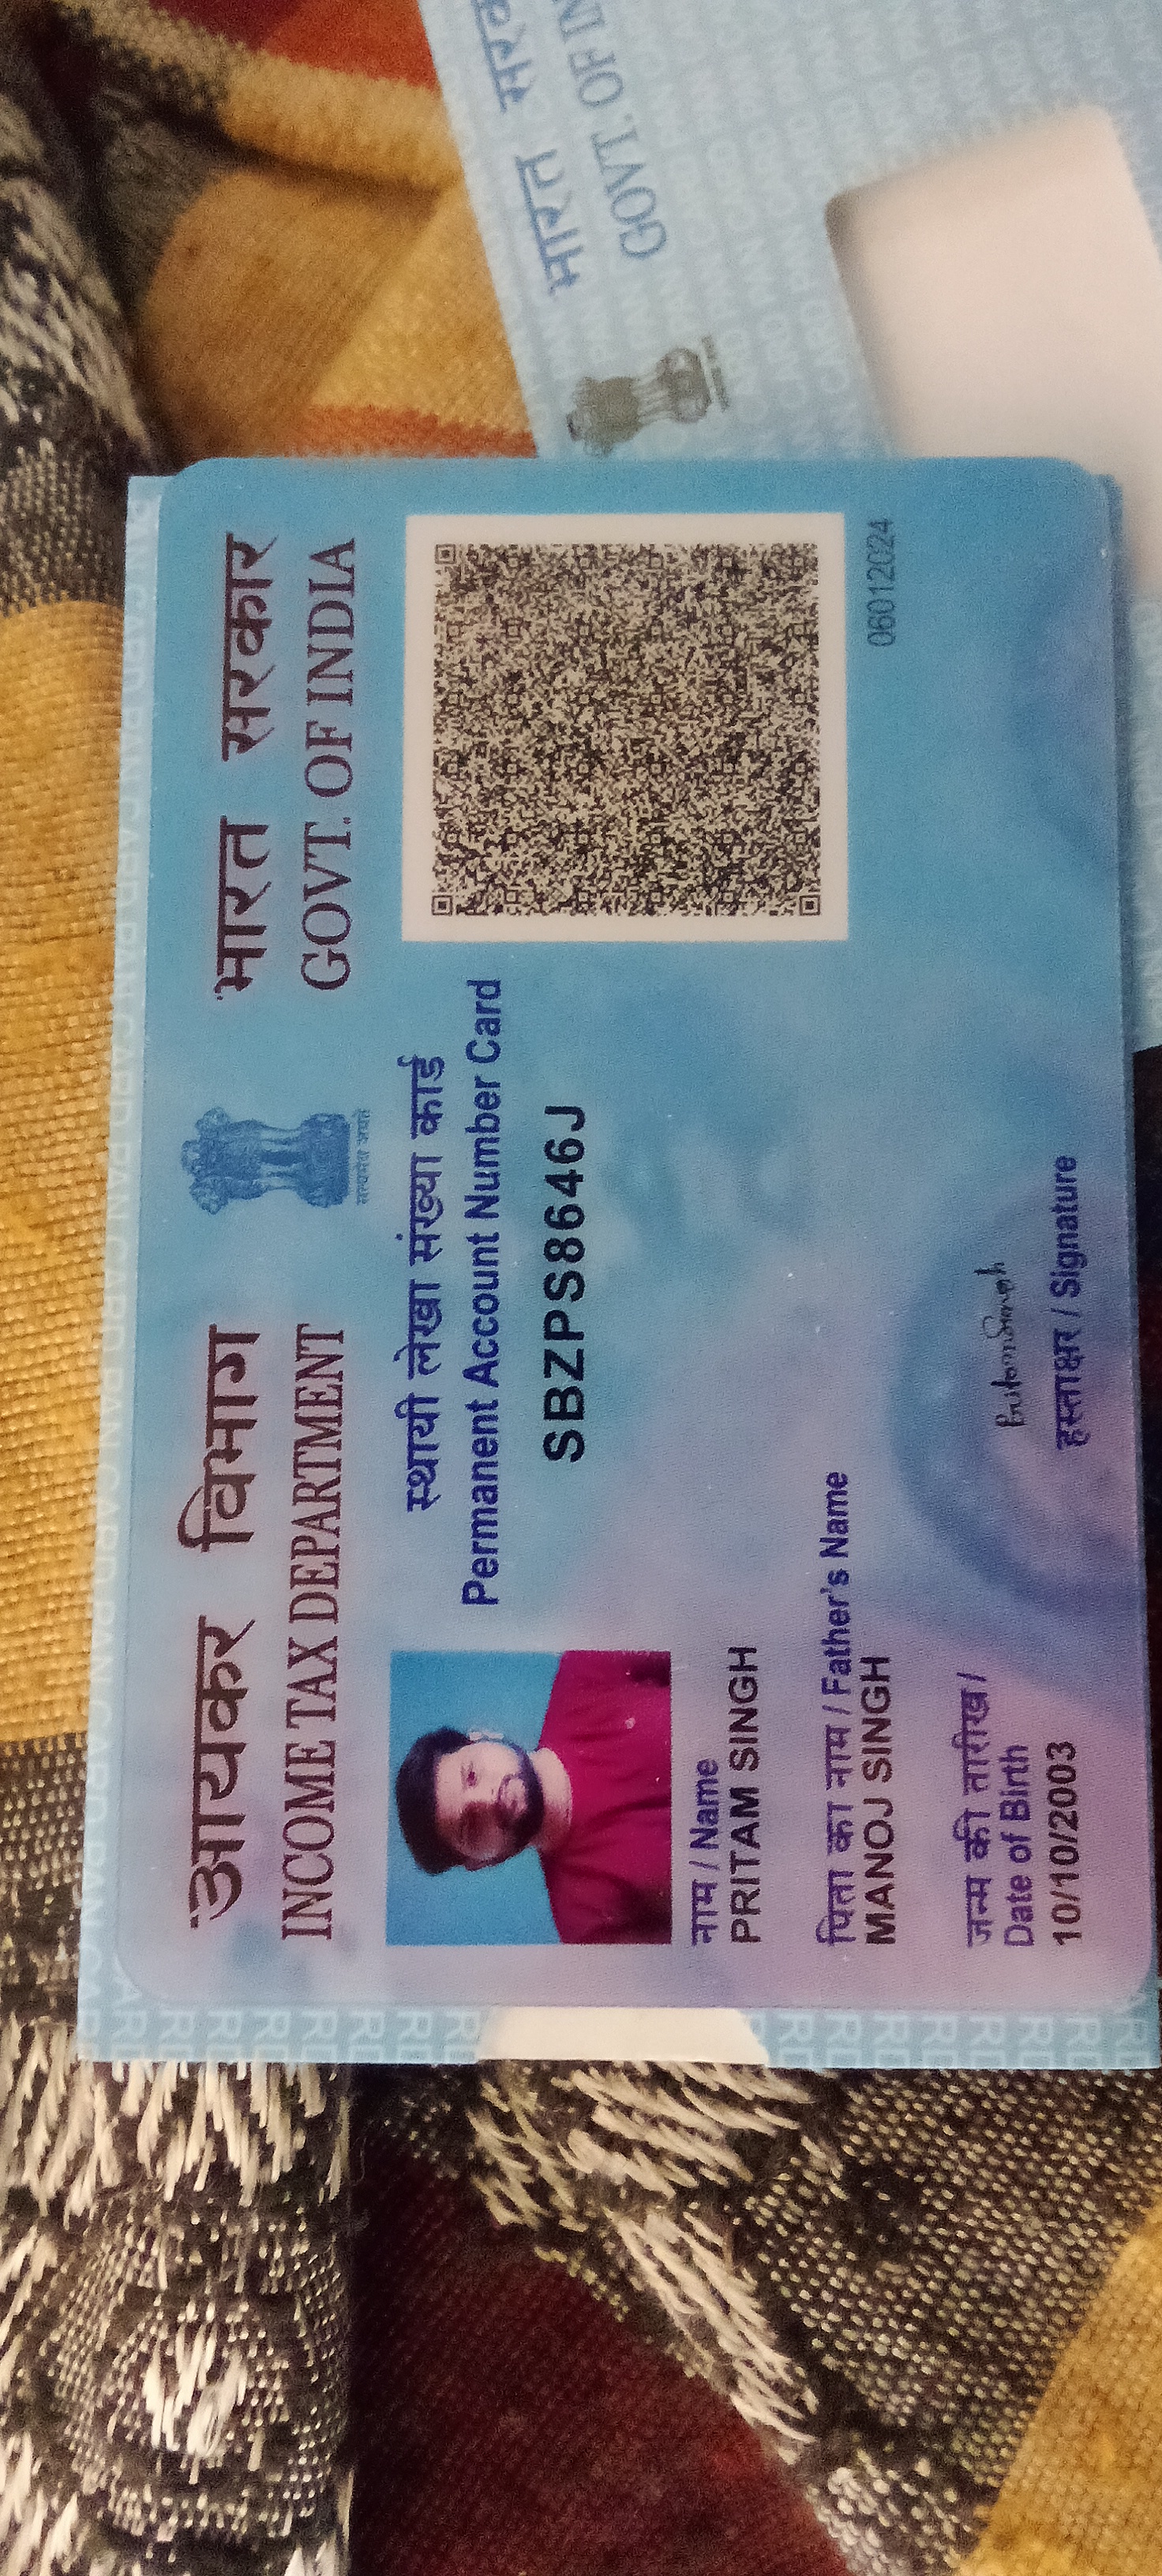 आयकर विभाग
INCOME TAX DEPARTMENT
सत्यमेव जयते
भारत सरकार
GOVT. OF INDIA
स्थायी लेखा संख्या कार्ड
Permanent Account Number Card
SBZPS8646J
नाम / Name
PRITAM SINGH
पिता का नाम / Father's Name
MANOJ SINGH
जन्म की तारीख /
Date of Birth
10/10/2003
Pritam Singh
हस्ताक्षर / Signature
06012024
भारत
GOVT. OF IN